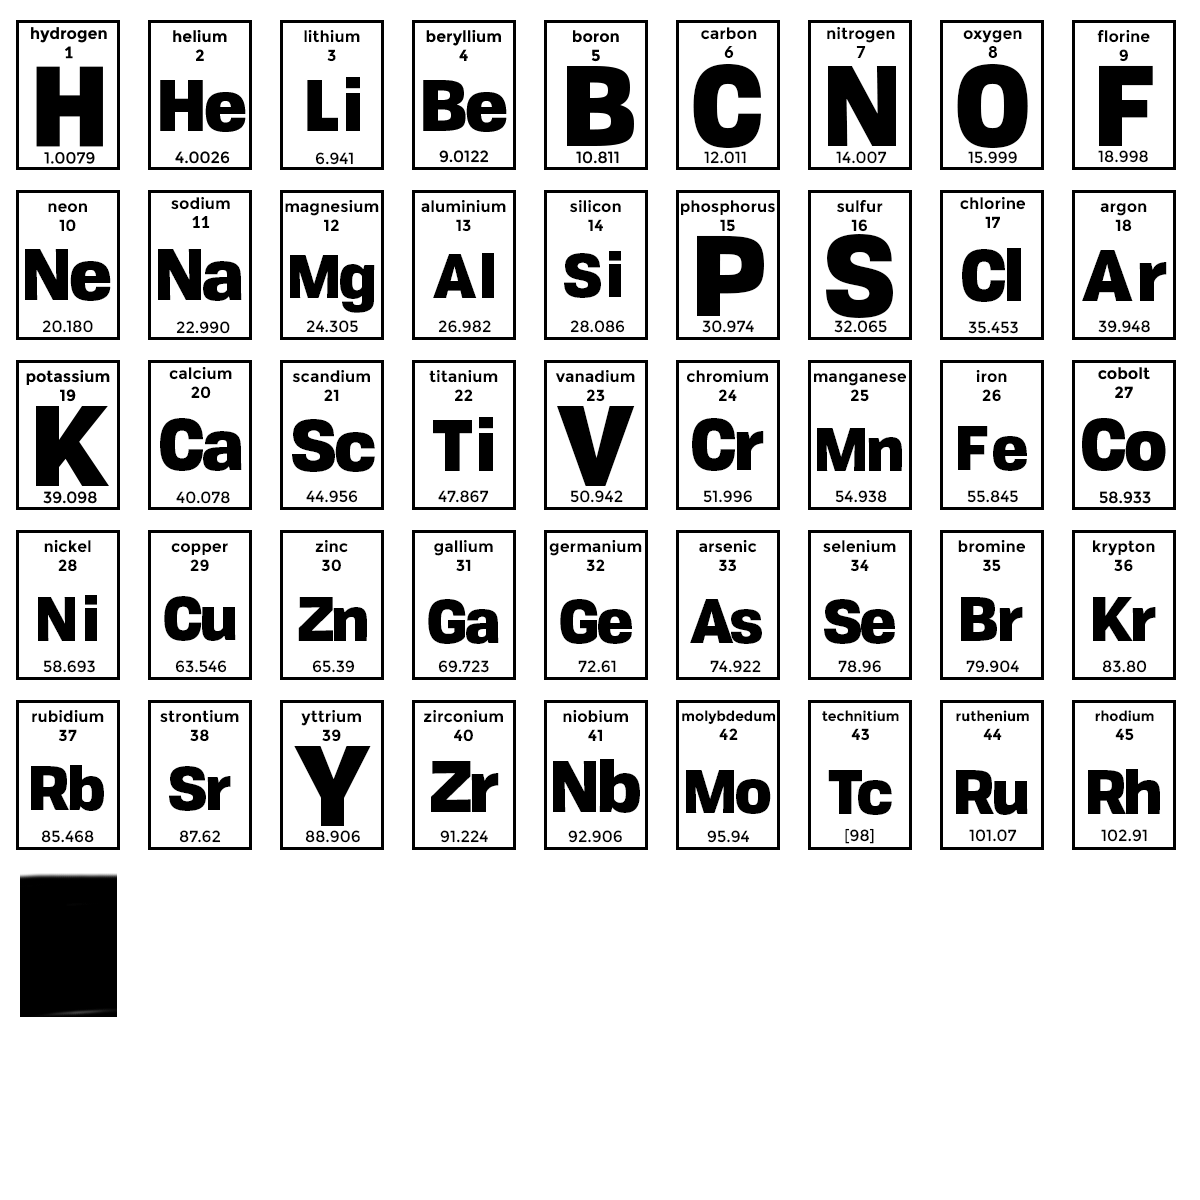 hydrogen
1
H
1.0079
helium
2
He
4.0026
lithium
3
Li
6.941
beryllium
4
Be
9.0122
boron
5
B
10.811
carbon
6
C
12.011
nitrogen
7
N
14.007
oxygen
8
O
15.999
florine
9
F
18.998
neon
10
Ne
20.180
sodium
11
Na
22.990
magnesium
12
Mg
24.305
aluminium
13
Al
26.982
silicon
14
Si
28.086
phosphorus
15
P
30.974
sulfur
16
S
32.065
chlorine
17
Cl
35.453
argon
18
Ar
39.948
potassium
19
K
39.098
calcium
20
Ca
40.078
scandium
21
Sc
44.956
titanium
22
Ti
47.867
vanadium
23
V
50.942
chromium
24
Cr
51.996
manganese
25
Mn
54.938
iron
26
Fe
55.845
cobolt
27
Co
58.933
nickel
28
Ni
58.693
copper
29
Cu
63.546
zinc
30
Zn
65.39
gallium
31
Ga
69.723
germanium
32
Ge
72.61
arsenic
33
As
74.922
selenium
34
Se
78.96
bromine
35
Br
79.904
krypton
36
Kr
83.80
rubidium
37
Rb
85.468
strontium
38
Sr
87.62
yttrium
39
Y
88.906
zirconium
40
Zr
91.224
niobium
41
Nb
92.906
molybdedum
42
Mo
95.94
technitium
43
Tc
[98]
ruthenium
44
Ru
101.07
rhodium
45
Rh
102.91